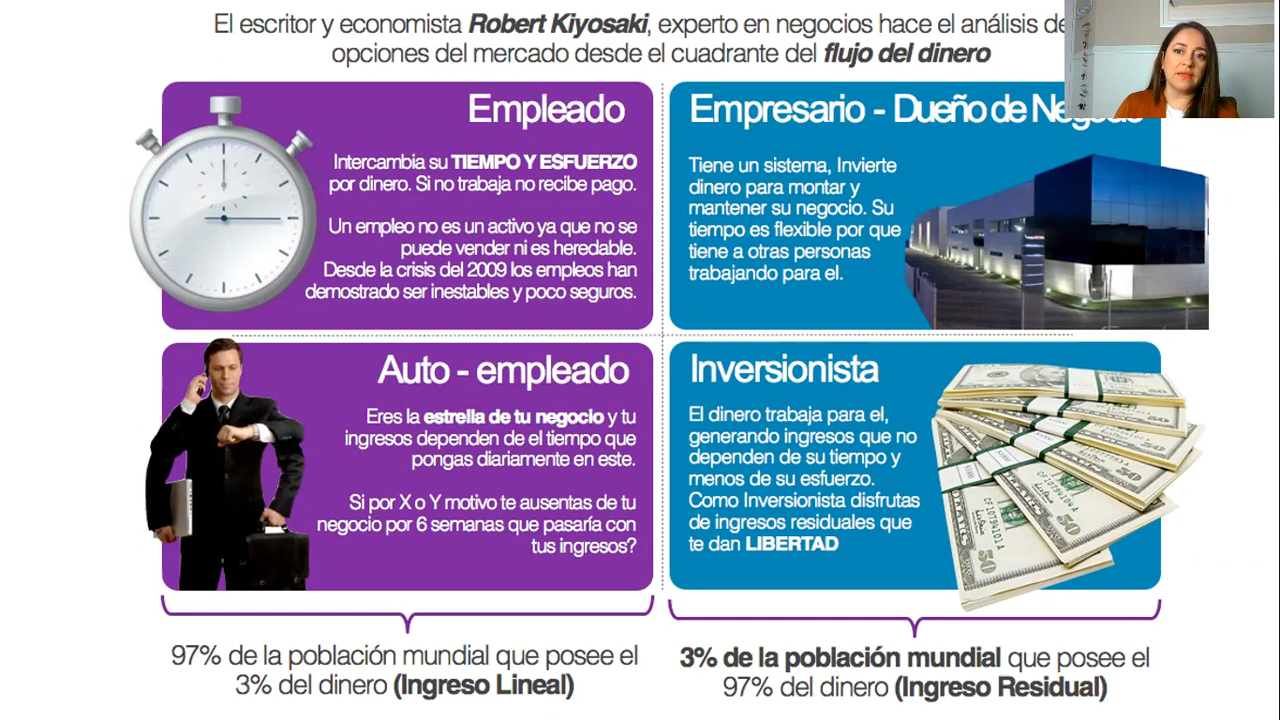 El escritor y economista Robert Kiyosaki, experto en negocios hace el análisis de
opciones del mercado desde el cuadrante del flujo del dinero
Empleado
Intercambia su TIEMPO Y ESFUERZO
por dinero. Si no trabaja no recibe pago.
Un empleo no es un activo ya que no se
puede vender ni es heredable.
Desde la crisis del 2009 los empleos han
demostrado ser inestables y poco seguros.
Empresario - Dueño de
Tiene un sistema, Invierte
dinero para montar y
mantener su negocio. Su
tiempo es flexible por que
tiene a otras personas
trabajando para el.
Auto - empleado
Eres la estrella de tu negocio y tu
ingresos dependen de el tiempo que
pongas diariamente en este.
Si por X o Y motivo te ausentas de tu
negocio por 6 semanas que pasaría con
tus ingresos?
Inversionista
El dinero trabaja para el,
generando ingresos que no
dependen de su tiempo y
menos de su esfuerzo.
Como Inversionista disfrutas
de ingresos residuales que
te dan LIBERTAD
97% de la población mundial que posee el
3% del dinero (Ingreso Lineal)
3% de la población mundial que posee el
97% del dinero (Ingreso Residual)